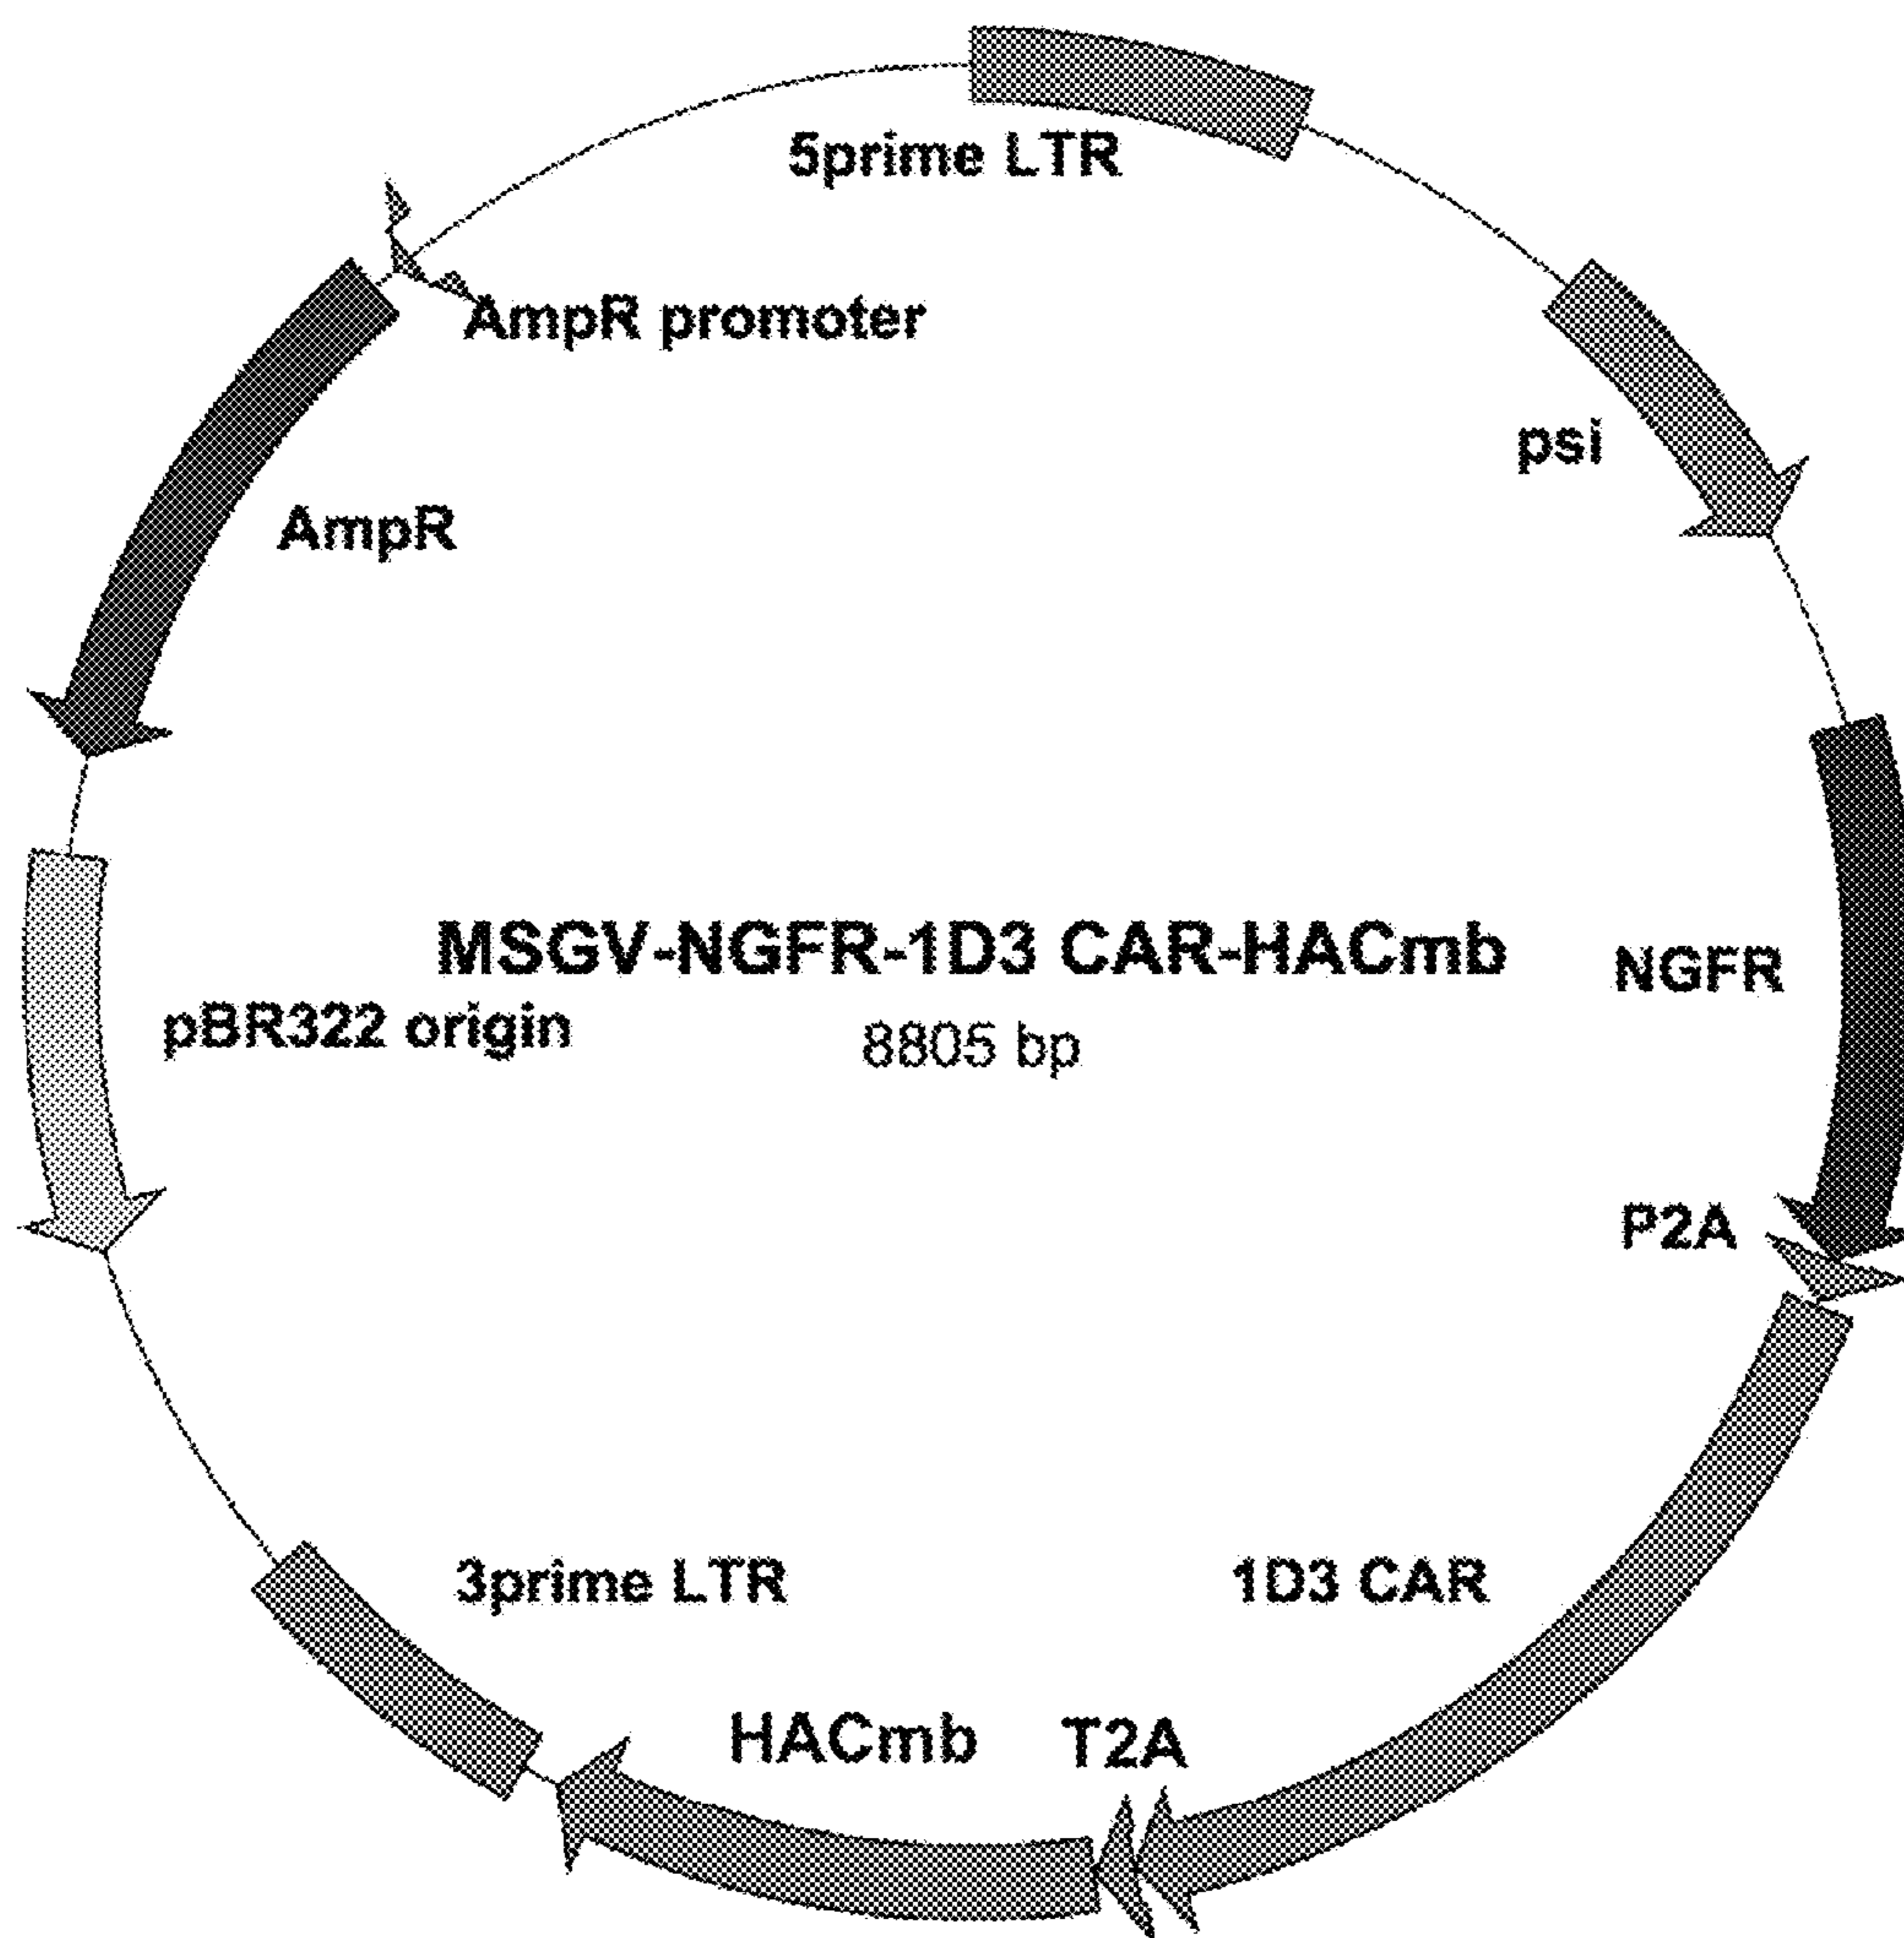 5prime LTR
AmpR promoter
psi
AmpR
MSGV-NGFR-1D3 CAR-HACmb
NGFR
pBR322 origin
8805 bp
P2A
3prime LTR
1D3 CAR
HACmb
T2A